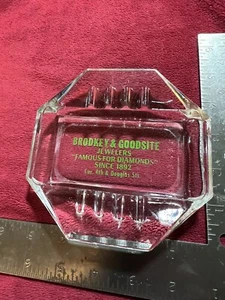 BRODKEY & GOODSITE
JEWELERS
"FAMOUS FOR DIAMONDS"
SINCE 1892
Cor. 4th & Douglas Sts.